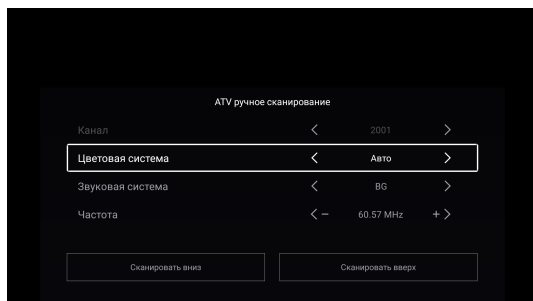 ATV ручное сканирование
Канал 2001
Цветовая система Авто
Звуковая система BG
Частота − 60.57 MHz +
Сканировать вниз Сканировать вверх